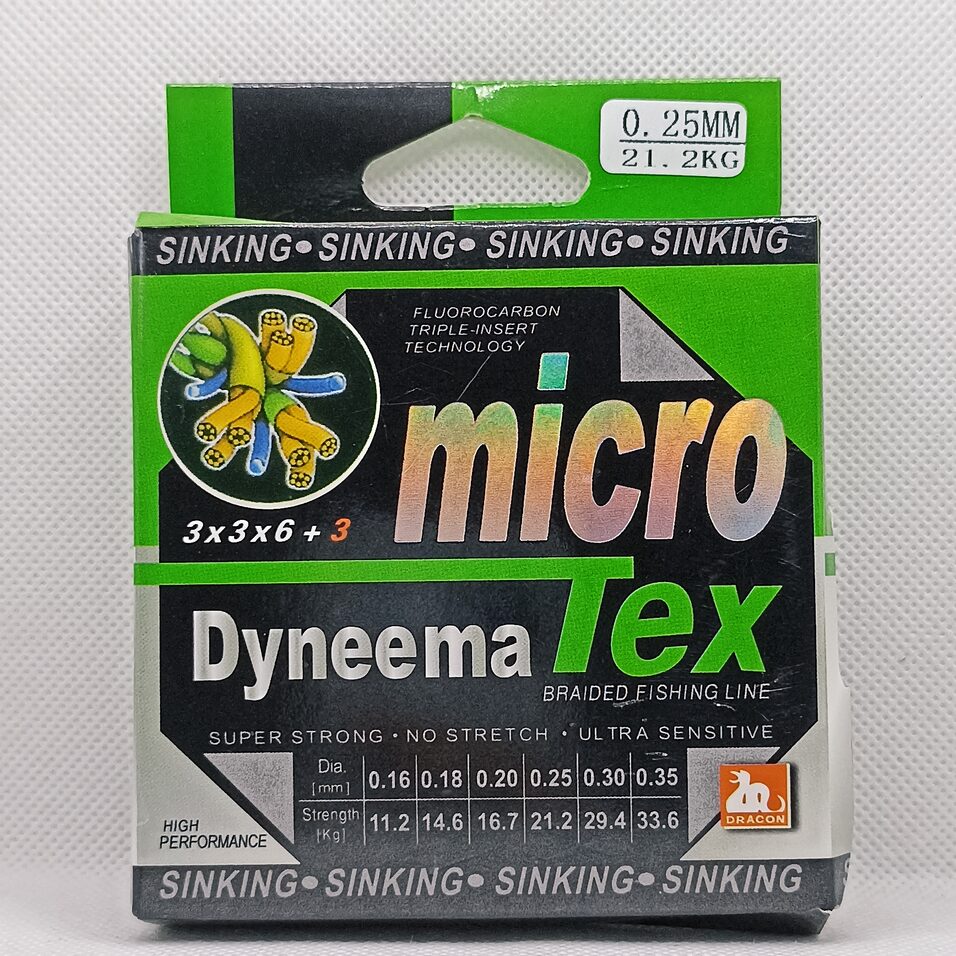 0.25MM
21.2KG
SINKING • SINKING • SINKING • SINKING
FLUOROCARBON
TRIPLE-INSERT
TECHNOLOGY
micro
3x3x6 + 3
Tex
Dyneema
BRAIDED FISHING LINE
SUPER STRONG • NO STRETCH • ULTRA SENSITIVE
Dia. [mm] 0.16 0.18 0.20 0.25 0.30 0.35
Strength [Kg] 11.2 14.6 16.7 21.2 29.4 33.6
DRACON
HIGH
PERFORMANCE
SINKING • SINKING • SINKING • SINKING